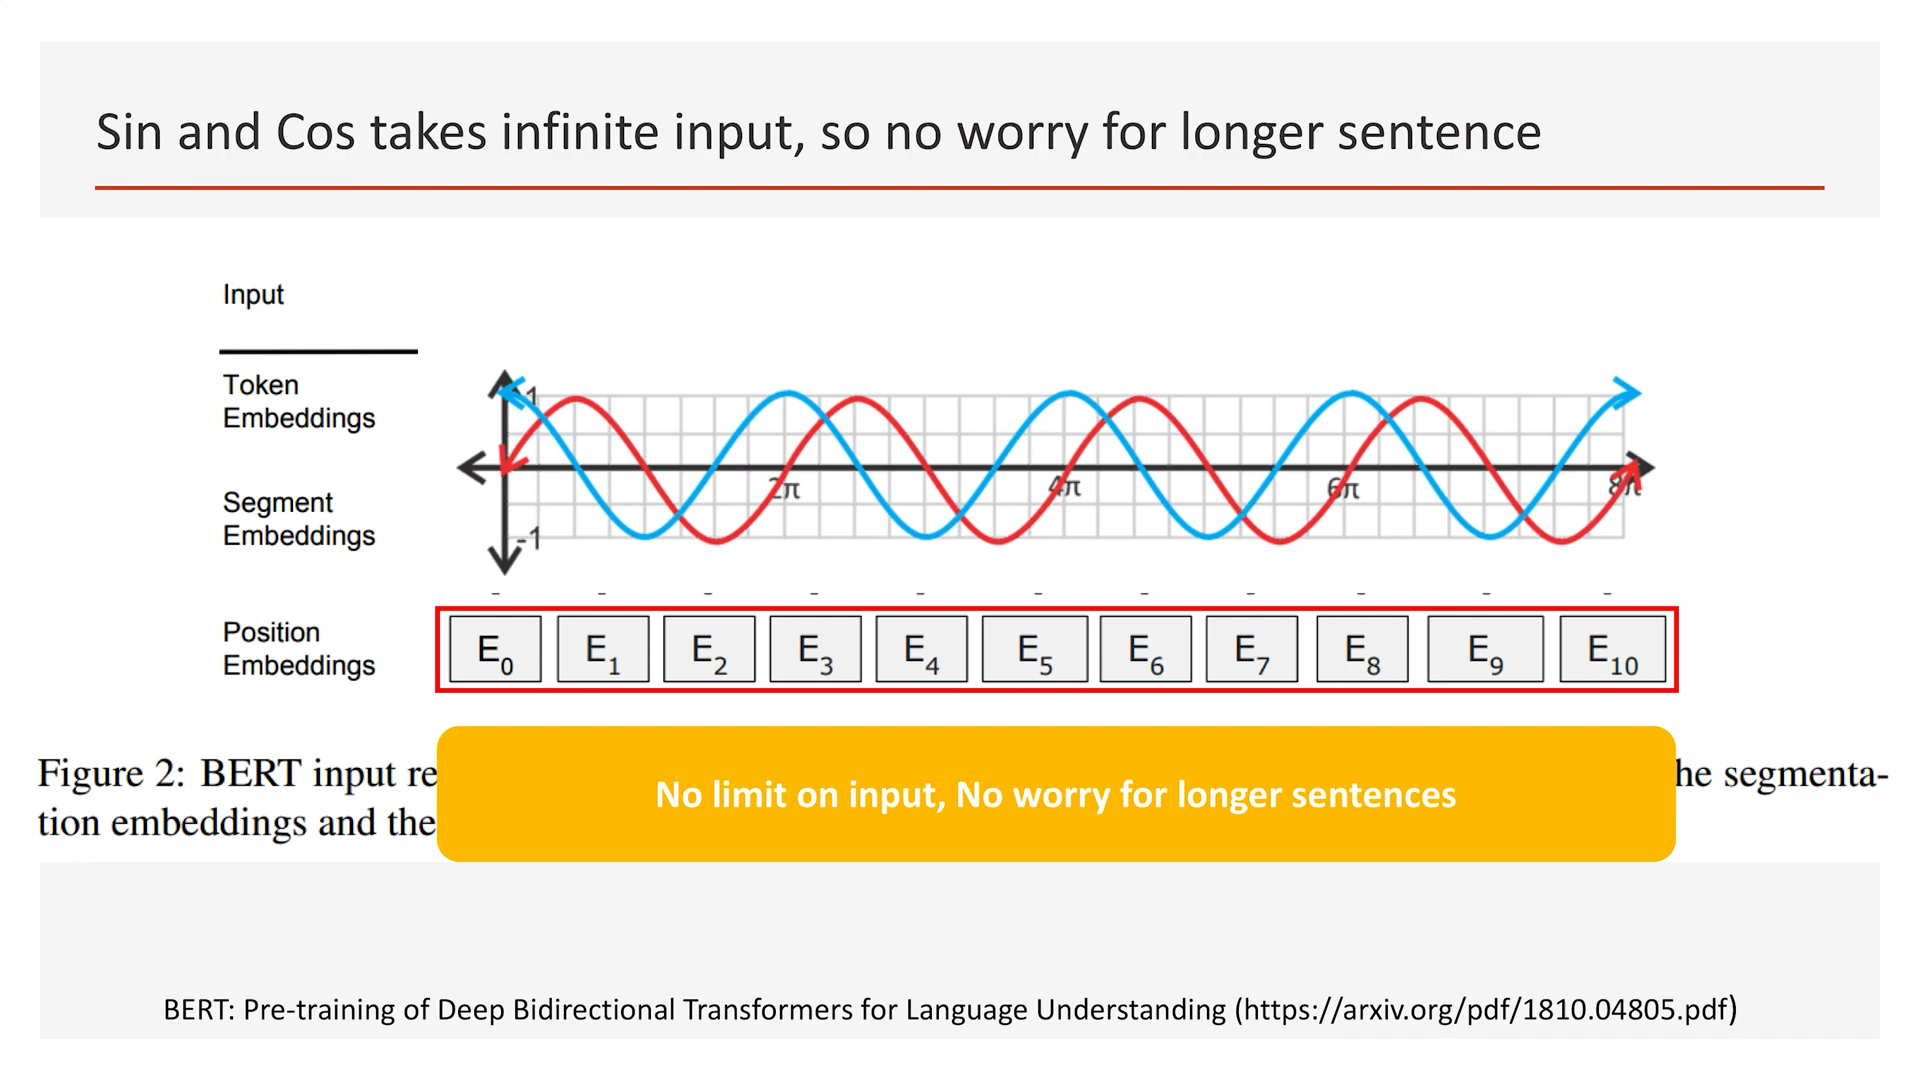 Sin and Cos takes infinite input, so no worry for longer sentence
Input
Token
Embeddings
Segment
Embeddings
1
2π
4π
6π
8π
-1
Position
Embeddings
E0 E1 E2 E3 E4 E5 E6 E7 E8 E9 E10
Figure 2: BERT input re
he segmenta-
tion embeddings and the
No limit on input, No worry for longer sentences
BERT: Pre-training of Deep Bidirectional Transformers for Language Understanding (https://arxiv.org/pdf/1810.04805.pdf)